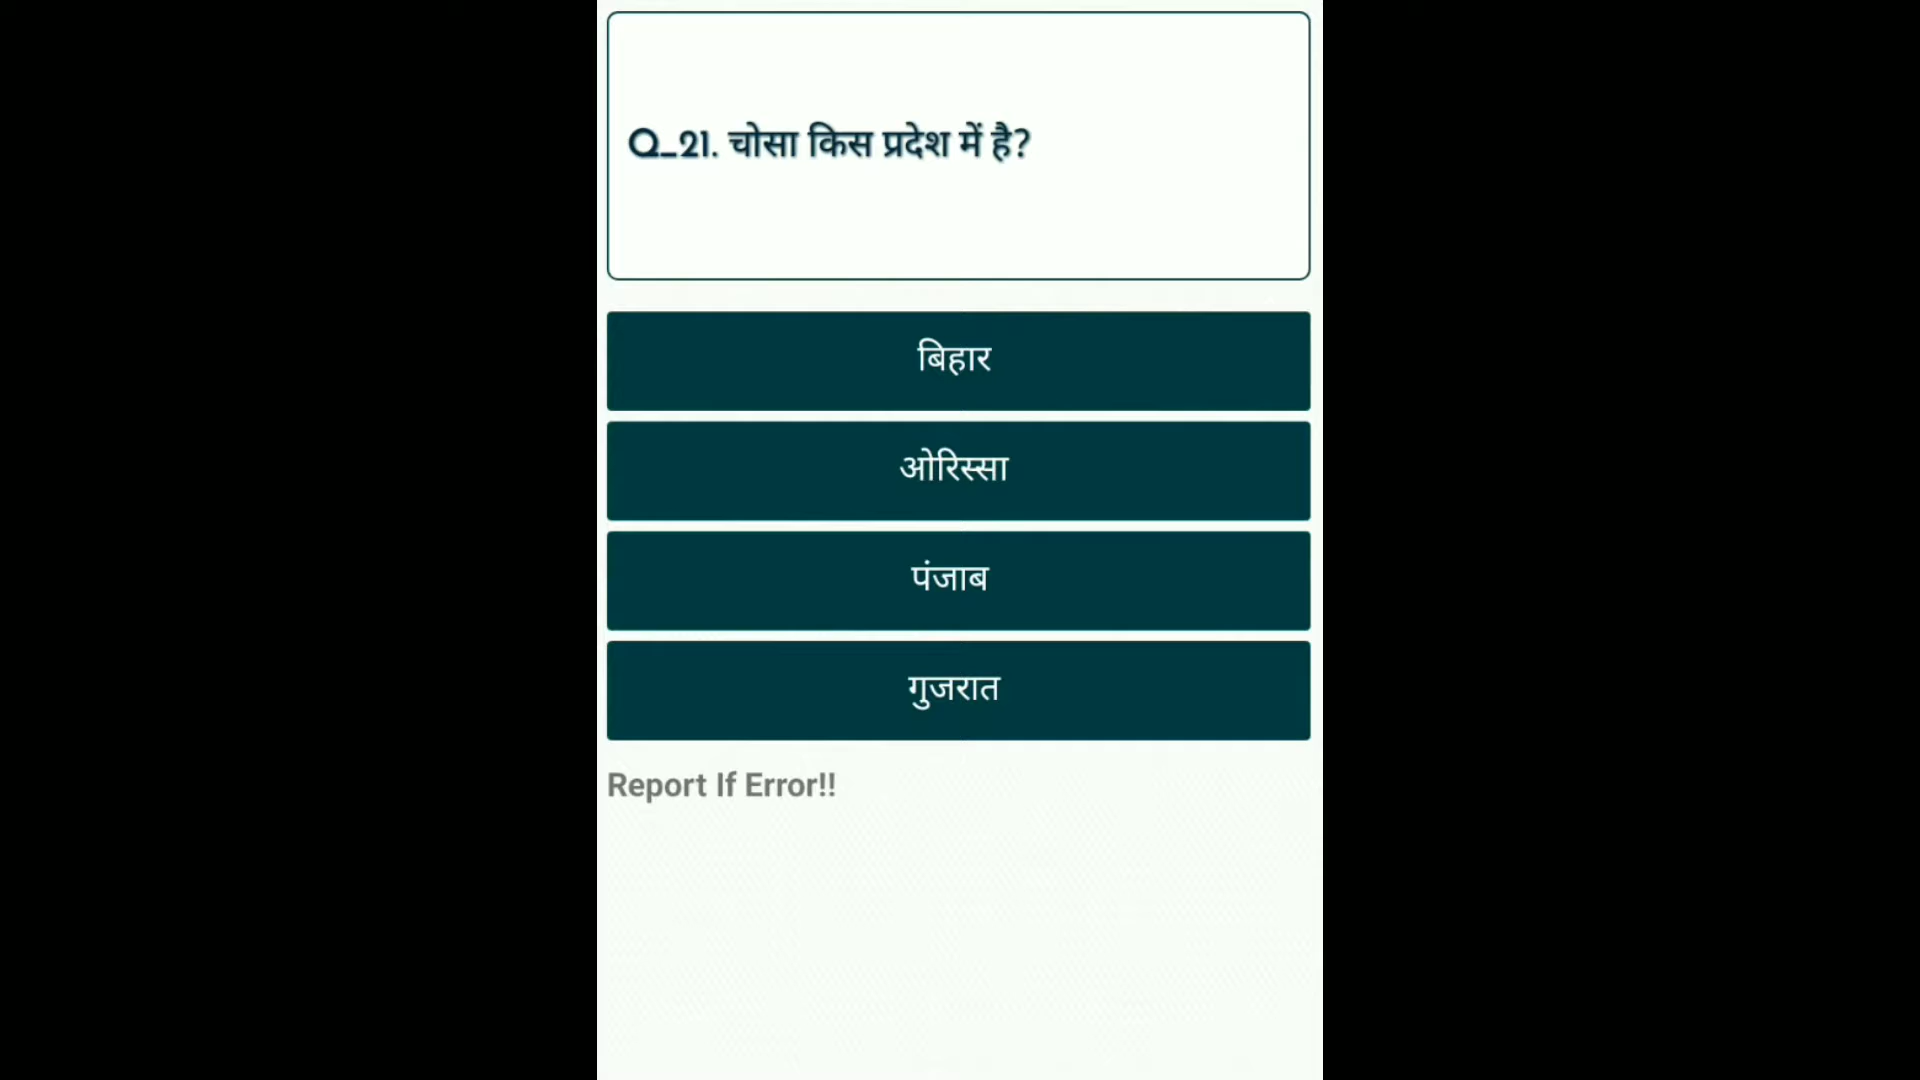 Q_21. चोसा किस प्रदेश में है?
बिहार
ओरिस्सा
पंजाब
गुजरात
Report If Error!!